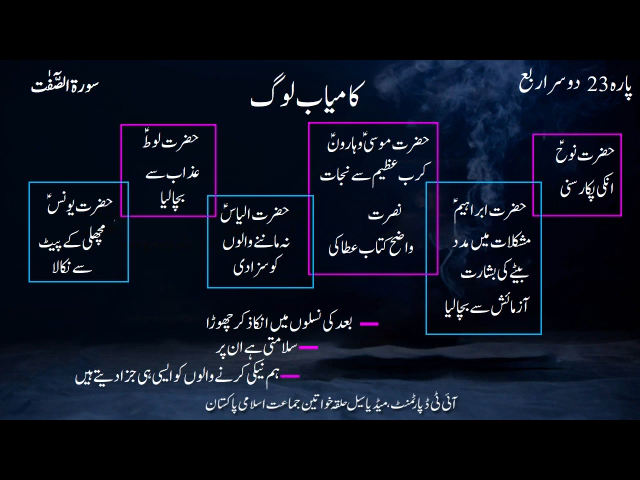 پارہ 23 دوسرا ربع
سورۃ الصّٰفّٰت
کامیاب لوگ
حضرت نوحؑ
انکی پکار سنی
حضرت ابراہیمؑ
مشکلات میں مدد
بیٹے کی بشارت
آزمائش سے بچالیا
حضرت موسیؑ وہارونؑ
کرب عظیم سے نجات
نصرت
واضح کتاب عطا کی
حضرت الیاسؑ
نہ ماننے والوں
کو سزا دی
حضرت لوطؑ
عذاب سے
بچالیا
حضرت یونسؑ
مچھلی کے پیٹ
سے نکالا
بعد کی نسلوں میں انکا ذکر چھوڑا
سلامتی ہے ان پر
ہم نیکی کرنے والوں کو ایسی ہی جزا دیتے ہیں
آئی ٹی ڈپارٹمنٹ، میڈیا سیل حلقہ خواتین جماعت اسلامی پاکستان